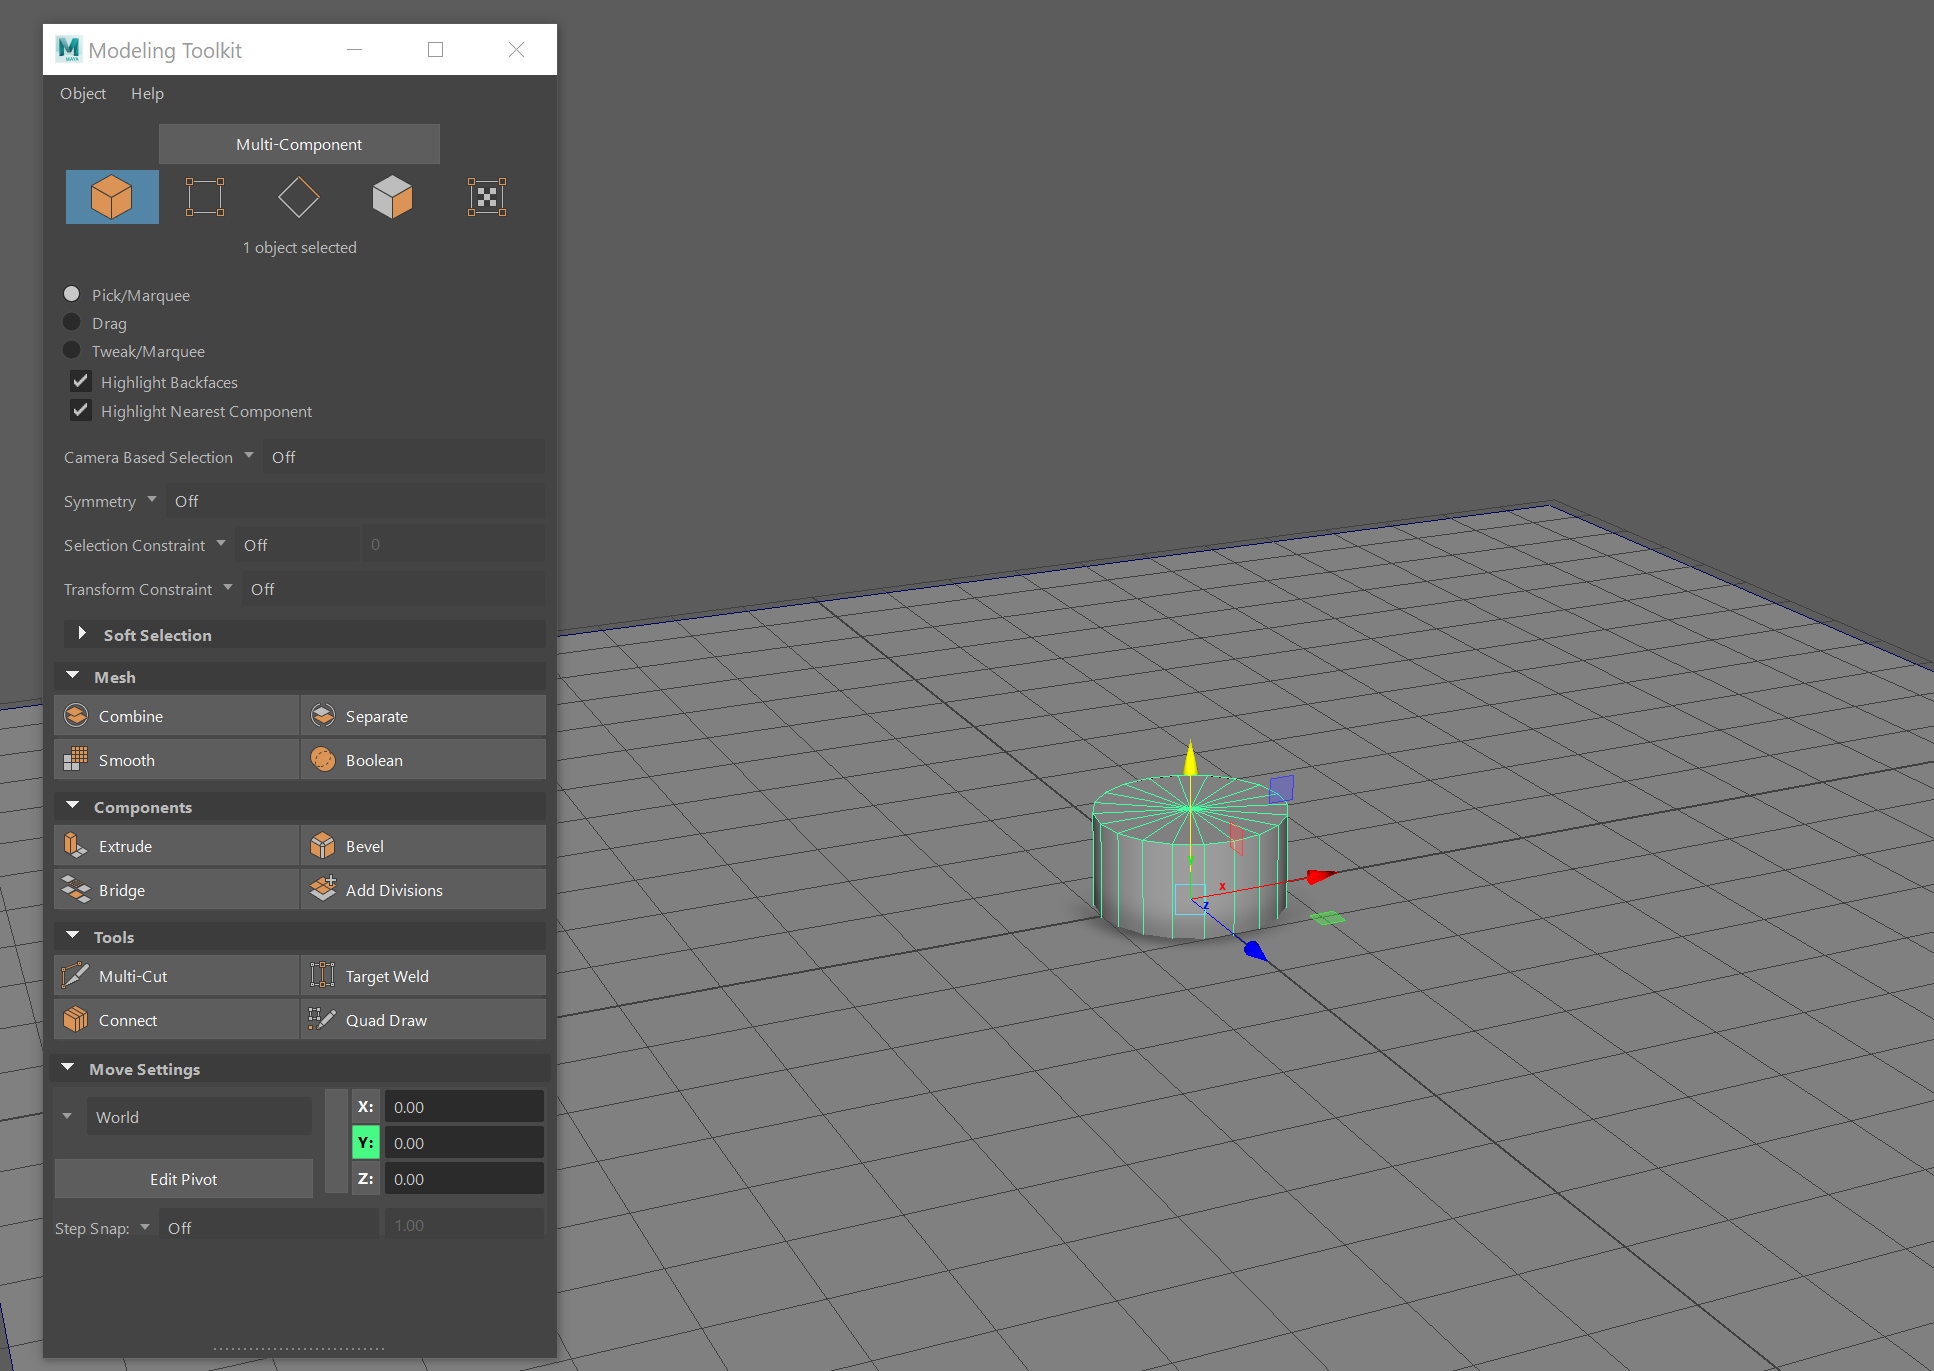 Modeling Toolkit
Object Help
Multi-Component
1 object selected
Pick/Marquee
Drag
Tweak/Marquee
Highlight Backfaces
Highlight Nearest Component
Camera Based Selection Off
Symmetry Off
Selection Constraint Off 0
Transform Constraint Off
Soft Selection
Mesh
Combine Separate
Smooth Boolean
Components
Extrude Bevel
Bridge Add Divisions
Tools
Multi-Cut Target Weld
Connect Quad Draw
Move Settings
World X: 0.00
Y: 0.00
Edit Pivot Z: 0.00
Step Snap: Off 1.00
y
x
z